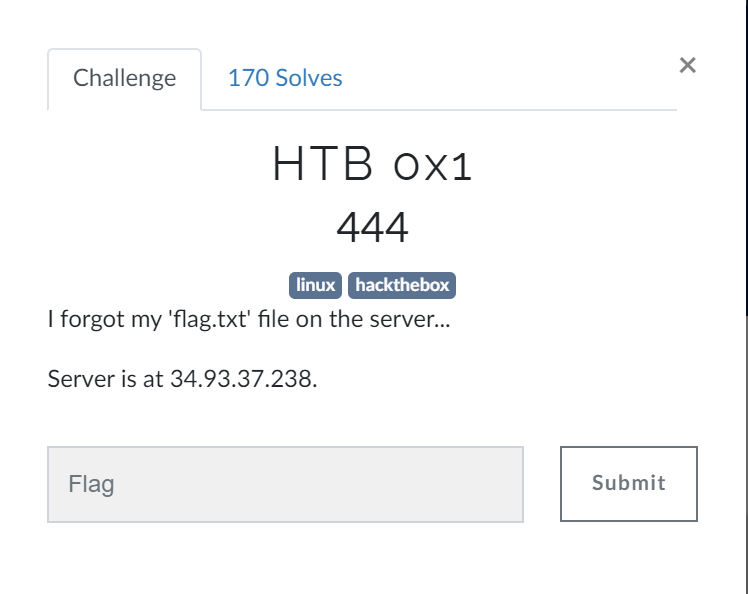 Challenge
170 Solves
×
HTB 0x1
444
linux hackthebox
I forgot my 'flag.txt' file on the server...
Server is at 34.93.37.238.
Flag
Submit